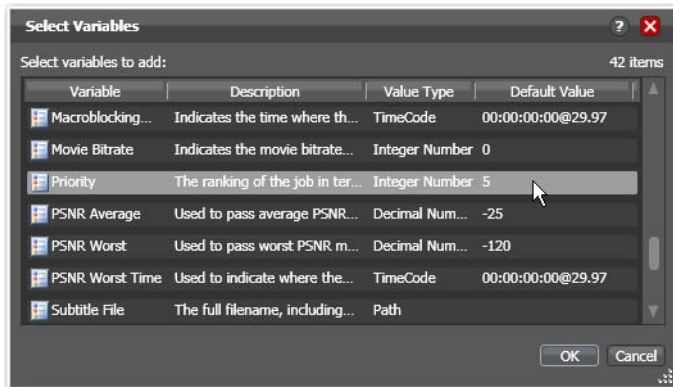 Select Variables ?
Select variables to add: 42 items
Variable Description Value Type Default Value
Macroblocking... Indicates the time where th... TimeCode 00:00:00:00@29.97
Movie Bitrate Indicates the movie bitrate... Integer Number 0
Priority The ranking of the job in ter... Integer Number 5
PSNR Average Used to pass average PSNR... Decimal Num... -25
PSNR Worst Used to pass worst PSNR m... Decimal Num... -120
PSNR Worst Time Used to indicate where the... TimeCode 00:00:00:00@29.97
Subtitle File The full filename, including... Path
OK Cancel